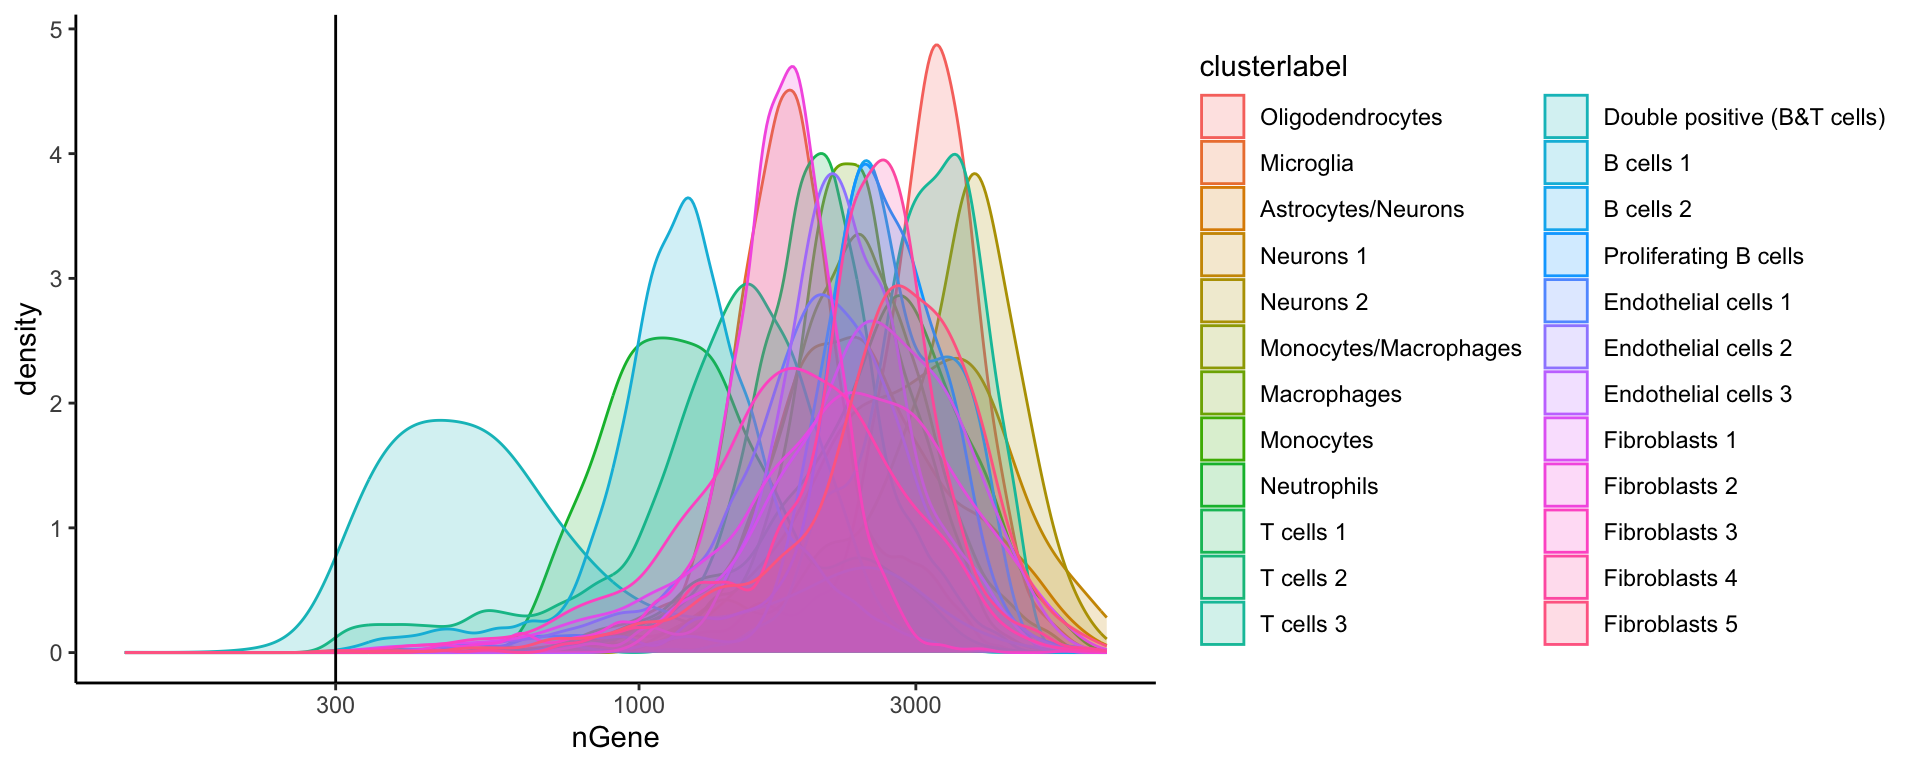 5
4
3
2
1
0
density
300
1000
3000
nGene
clusterlabel
Oligodendrocytes
Microglia
Astrocytes/Neurons
Neurons 1
Neurons 2
Monocytes/Macrophages
Macrophages
Monocytes
Neutrophils
T cells 1
T cells 2
T cells 3
Double positive (B&T cells)
B cells 1
B cells 2
Proliferating B cells
Endothelial cells 1
Endothelial cells 2
Endothelial cells 3
Fibroblasts 1
Fibroblasts 2
Fibroblasts 3
Fibroblasts 4
Fibroblasts 5